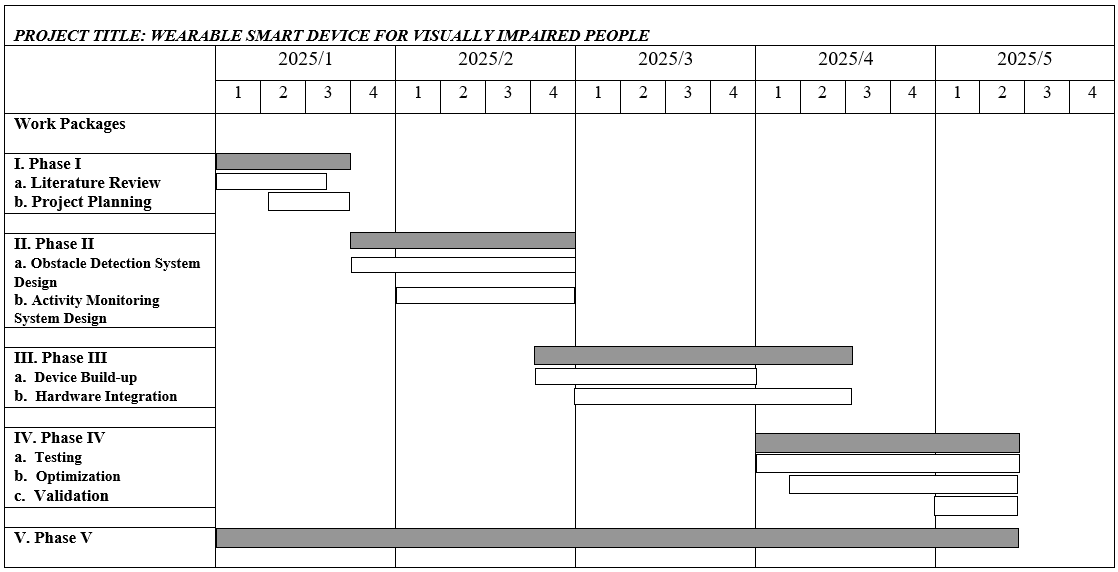 PROJECT TITLE: WEARABLE SMART DEVICE FOR VISUALLY IMPAIRED PEOPLE
2025/1 2025/2 2025/3 2025/4 2025/5
1 2 3 4 1 2 3 4 1 2 3 4 1 2 3 4 1 2 3 4
Work Packages
I. Phase I
a. Literature Review
b. Project Planning
II. Phase II
a. Obstacle Detection System
Design
b. Activity Monitoring
System Design
III. Phase III
a. Device Build-up
b. Hardware Integration
IV. Phase IV
a. Testing
b. Optimization
c. Validation
V. Phase V